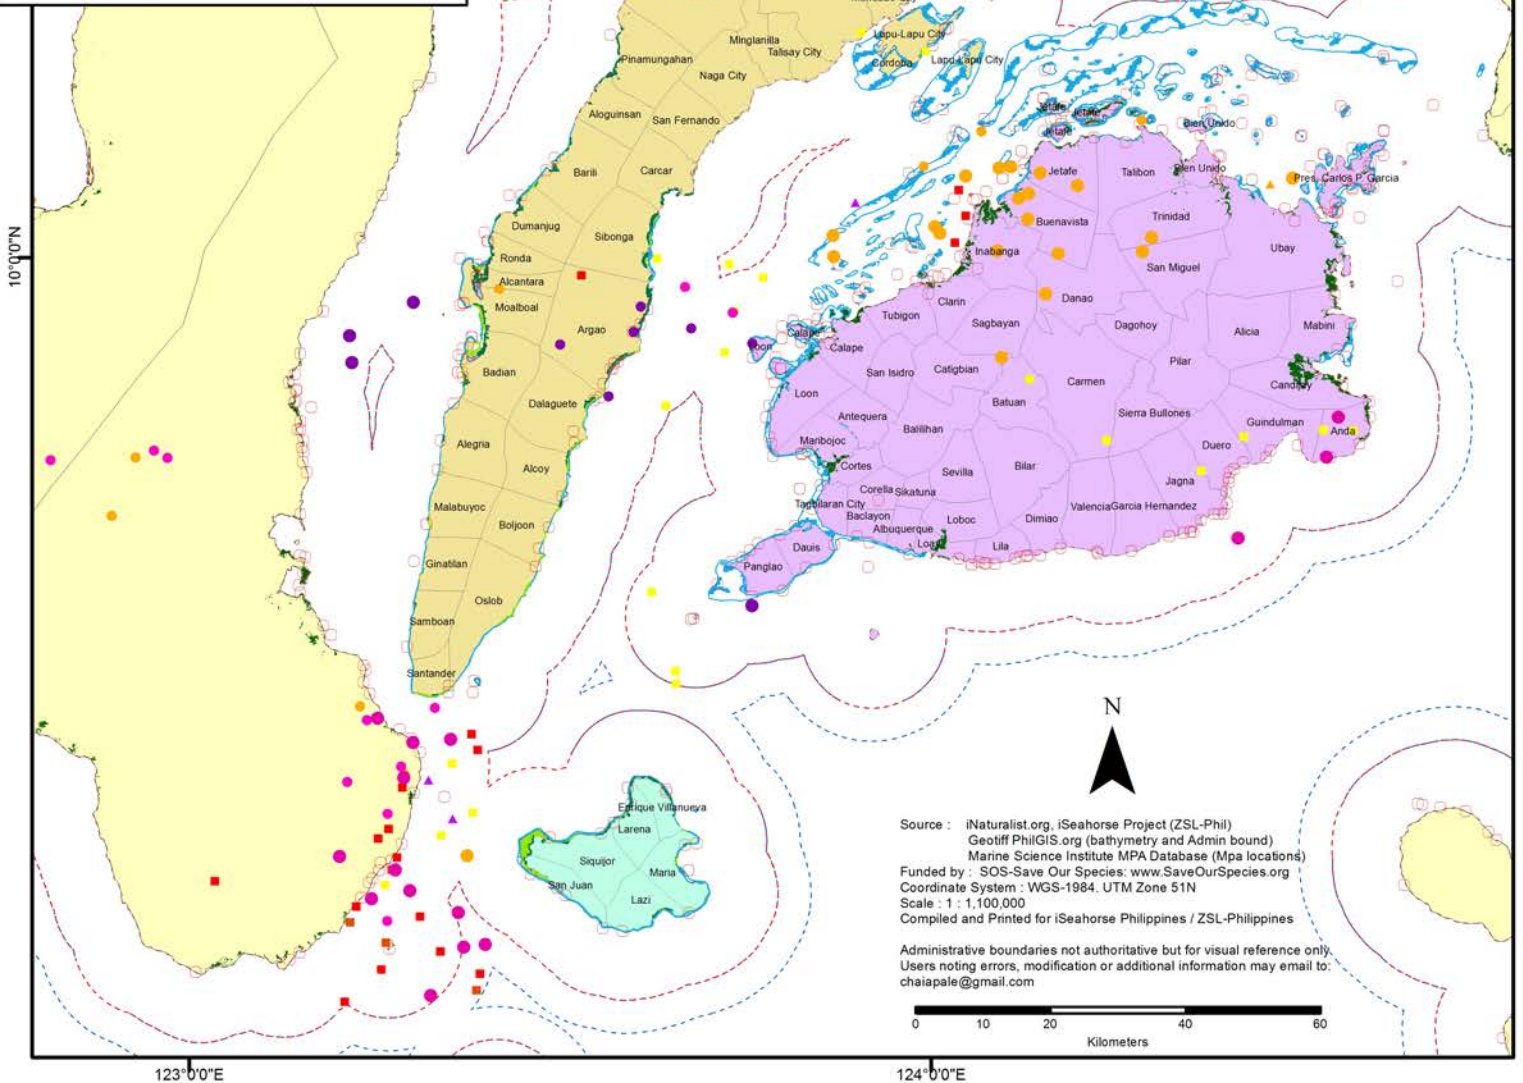 Lapu-Lapu City
Minglanilla
Talisay City
Pinamungahan
Cordoba
Lapu-Lapu City
Naga City
Aloguinsan
San Fernando
Jetafe
Jetafe
Jetafe
Bien Unido
Barili
Carcar
Jetafe
Talibon
Bien Unido
Pres. Carlos P. Garcia
Dumanjug
Sibonga
Buenavista
Trinidad
10°0'0"N
Ronda
Inabanga
Ubay
Alcantara
San Miguel
Moalboal
Clarin
Danao
Tubigon
Argao
Sagbayan
Dagohoy
Alicia
Mabini
Calape
Loon
Calape
Badian
San Isidro
Catigbian
Pilar
Carmen
Candijay
Loon
Dalaguete
Batuan
Antequera
Sierra Bullones
Balilihan
Guindulman
Anda
Alegria
Maribojoc
Duero
Alcoy
Cortes
Sevilla
Bilar
Jagna
Corella
Sikatuna
Malabuyoc
Tagbilaran City
Valencia
Garcia Hernandez
Baclayon
Loboc
Dimiao
Boljoon
Albuquerque
Dauis
Loay
Lila
Ginatilan
Panglao
Oslob
Samboan
Santander
N
Enrique Villanueva
Larena
Siquijor
Maria
San Juan
Lazi
Source : iNaturalist.org, iSeahorse Project (ZSL-Phil)
Geotiff PhilGIS.org (bathymetry and Admin bound)
Marine Science Institute MPA Database (Mpa locations)
Funded by : SOS-Save Our Species: www.SaveOurSpecies.org
Coordinate System : WGS-1984. UTM Zone 51N
Scale : 1 : 1,100,000
Compiled and Printed for iSeahorse Philippines / ZSL-Philippines
Administrative boundaries not authoritative but for visual reference only.
Users noting errors, modification or additional information may email to:
chaiapale@gmail.com
0 10 20 40 60
Kilometers
123°0'0"E
124°0'0"E